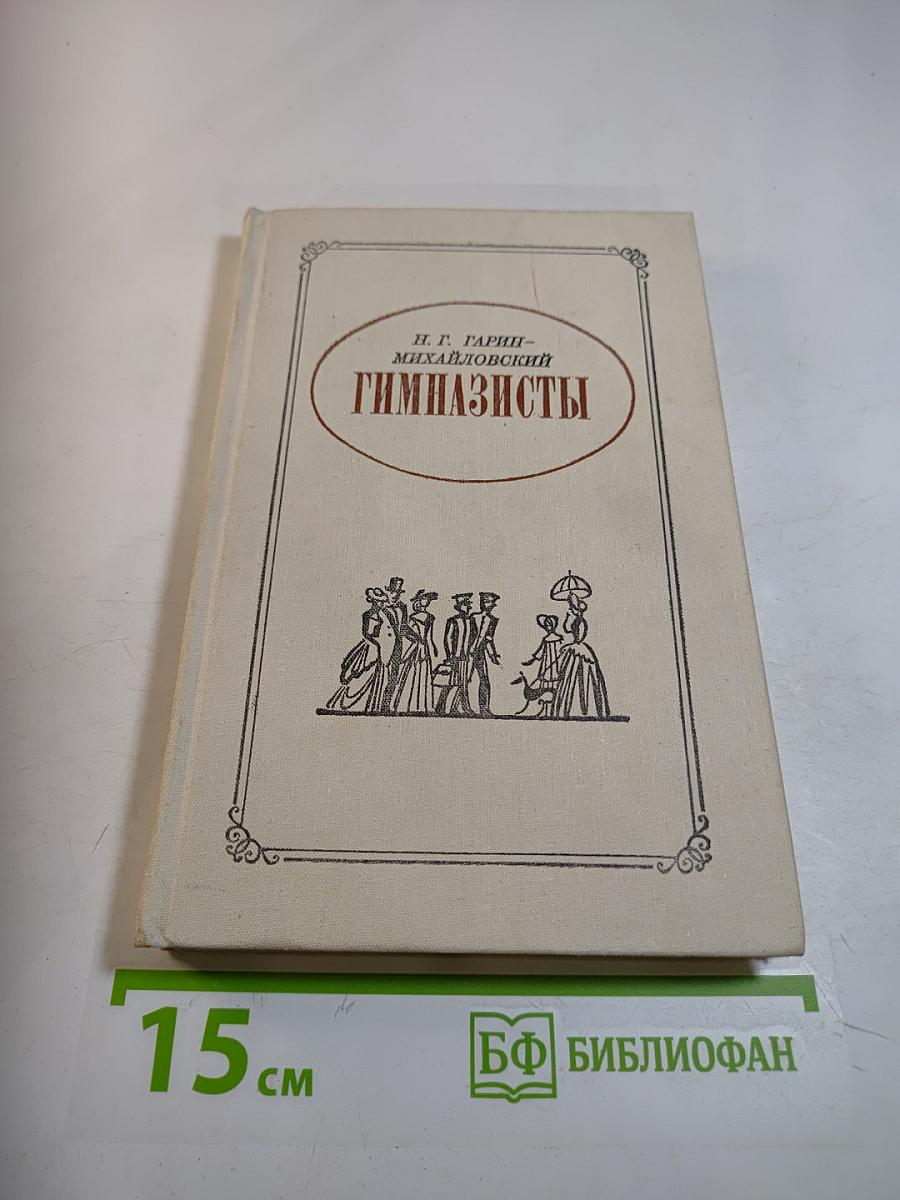 Н. Г. ГАРИН–
МИХАЙЛОВСКИЙ
ГИМНАЗИСТЫ
15 см
БФ БИБЛИОФАН